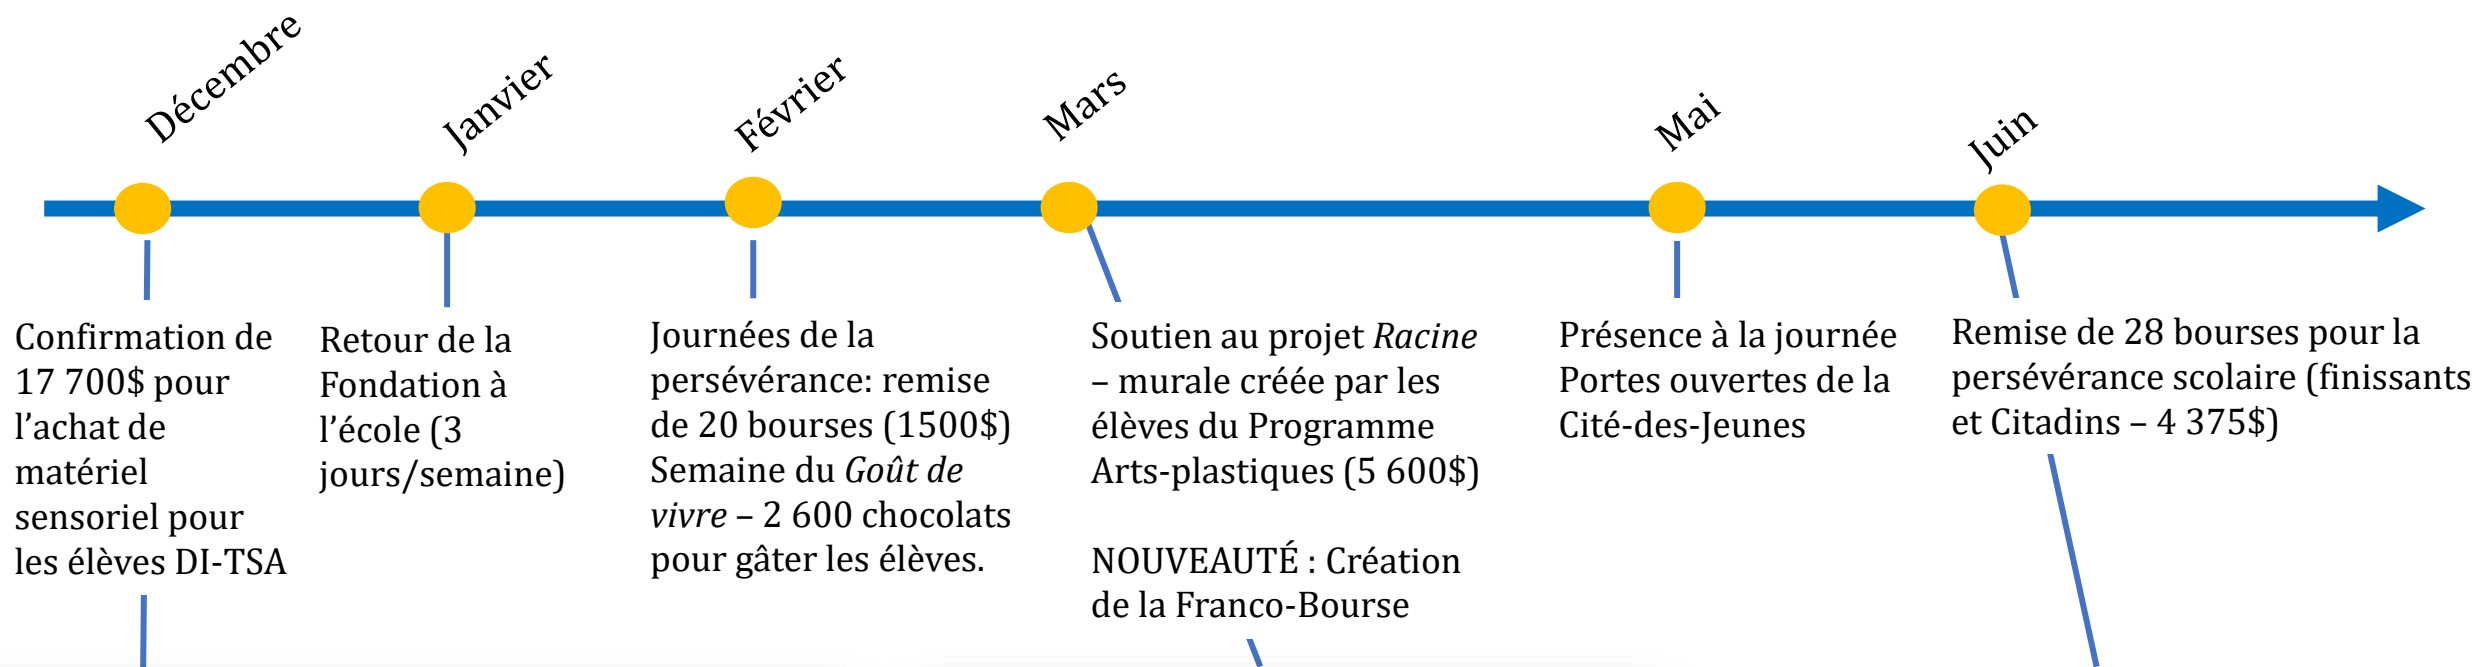 Décembre
Janvier
Février
Mars
Mai
Juin
Confirmation de
17 700$ pour
l’achat de
matériel
sensoriel pour
les élèves DI-TSA
Retour de la
Fondation à
l’école (3
jours/semaine)
Journées de la
persévérance: remise
de 20 bourses (1500$)
Semaine du Goût de
vivre – 2 600 chocolats
pour gâter les élèves.
Soutien au projet Racine
– murale créée par les
élèves du Programme
Arts-plastiques (5 600$)
NOUVEAUTÉ : Création
de la Franco-Bourse
Présence à la journée
Portes ouvertes de la
Cité-des-Jeunes
Remise de 28 bourses pour la
persévérance scolaire (finissants
et Citadins – 4 375$)